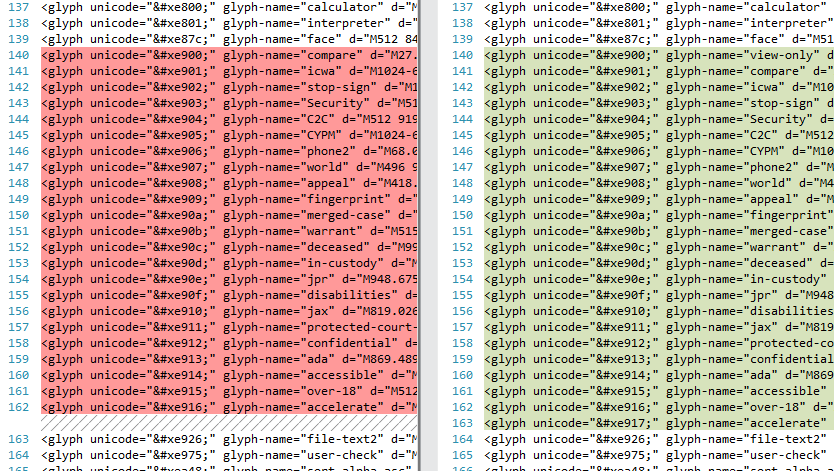 137 <glyph unicode="&#xe800;" glyph-name="calculator" d="M
138 <glyph unicode="&#xe801;" glyph-name="interpreter" d="
139 <glyph unicode="&#xe87c;" glyph-name="face" d="M512 84
140 <glyph unicode="&#xe900;" glyph-name="compare" d="M27.
141 <glyph unicode="&#xe901;" glyph-name="icwa" d="M1024-6
142 <glyph unicode="&#xe902;" glyph-name="stop-sign" d="M1
143 <glyph unicode="&#xe903;" glyph-name="Security" d="M51
144 <glyph unicode="&#xe904;" glyph-name="C2C" d="M512 919
145 <glyph unicode="&#xe905;" glyph-name="CYPM" d="M1024-6
146 <glyph unicode="&#xe906;" glyph-name="phone2" d="M68.0
147 <glyph unicode="&#xe907;" glyph-name="world" d="M496 9
148 <glyph unicode="&#xe908;" glyph-name="appeal" d="M418.
149 <glyph unicode="&#xe909;" glyph-name="fingerprint" d="
150 <glyph unicode="&#xe90a;" glyph-name="merged-case" d="
151 <glyph unicode="&#xe90b;" glyph-name="warrant" d="M515
152 <glyph unicode="&#xe90c;" glyph-name="deceased" d="M99
153 <glyph unicode="&#xe90d;" glyph-name="in-custody" d="M
154 <glyph unicode="&#xe90e;" glyph-name="jpr" d="M948.675
155 <glyph unicode="&#xe90f;" glyph-name="disabilities" d=
156 <glyph unicode="&#xe910;" glyph-name="jax" d="M819.026
157 <glyph unicode="&#xe911;" glyph-name="protected-court-
158 <glyph unicode="&#xe912;" glyph-name="confidential" d=
159 <glyph unicode="&#xe913;" glyph-name="ada" d="M869.489
160 <glyph unicode="&#xe914;" glyph-name="accessible" d="M
161 <glyph unicode="&#xe915;" glyph-name="over-18" d="M512
162 <glyph unicode="&#xe916;" glyph-name="accelerate" d="M
163 <glyph unicode="&#xe926;" glyph-name="file-text2" d="M
164 <glyph unicode="&#xe975;" glyph-name="user-check" d="M
137 <glyph unicode="&#xe800;" glyph-name="calculator"
138 <glyph unicode="&#xe801;" glyph-name="interpreter"
139 <glyph unicode="&#xe87c;" glyph-name="face" d="M51
140 <glyph unicode="&#xe900;" glyph-name="view-only" d
141 <glyph unicode="&#xe901;" glyph-name="compare" d="
142 <glyph unicode="&#xe902;" glyph-name="icwa" d="M10
143 <glyph unicode="&#xe903;" glyph-name="stop-sign" d
144 <glyph unicode="&#xe904;" glyph-name="Security" d=
145 <glyph unicode="&#xe905;" glyph-name="C2C" d="M512
146 <glyph unicode="&#xe906;" glyph-name="CYPM" d="M10
147 <glyph unicode="&#xe907;" glyph-name="phone2" d="M
148 <glyph unicode="&#xe908;" glyph-name="world" d="M4
149 <glyph unicode="&#xe909;" glyph-name="appeal" d="M
150 <glyph unicode="&#xe90a;" glyph-name="fingerprint"
151 <glyph unicode="&#xe90b;" glyph-name="merged-case"
152 <glyph unicode="&#xe90c;" glyph-name="warrant" d="
153 <glyph unicode="&#xe90d;" glyph-name="deceased" d=
154 <glyph unicode="&#xe90e;" glyph-name="in-custody"
155 <glyph unicode="&#xe90f;" glyph-name="jpr" d="M948
156 <glyph unicode="&#xe910;" glyph-name="disabilities
157 <glyph unicode="&#xe911;" glyph-name="jax" d="M819
158 <glyph unicode="&#xe912;" glyph-name="protected-co
159 <glyph unicode="&#xe913;" glyph-name="confidential
160 <glyph unicode="&#xe914;" glyph-name="ada" d="M869
161 <glyph unicode="&#xe915;" glyph-name="accessible"
162 <glyph unicode="&#xe916;" glyph-name="over-18" d="
163 <glyph unicode="&#xe917;" glyph-name="accelerate"
164 <glyph unicode="&#xe926;" glyph-name="file-text2"
165 <glyph unicode="&#xe975;" glyph-name="user-check"